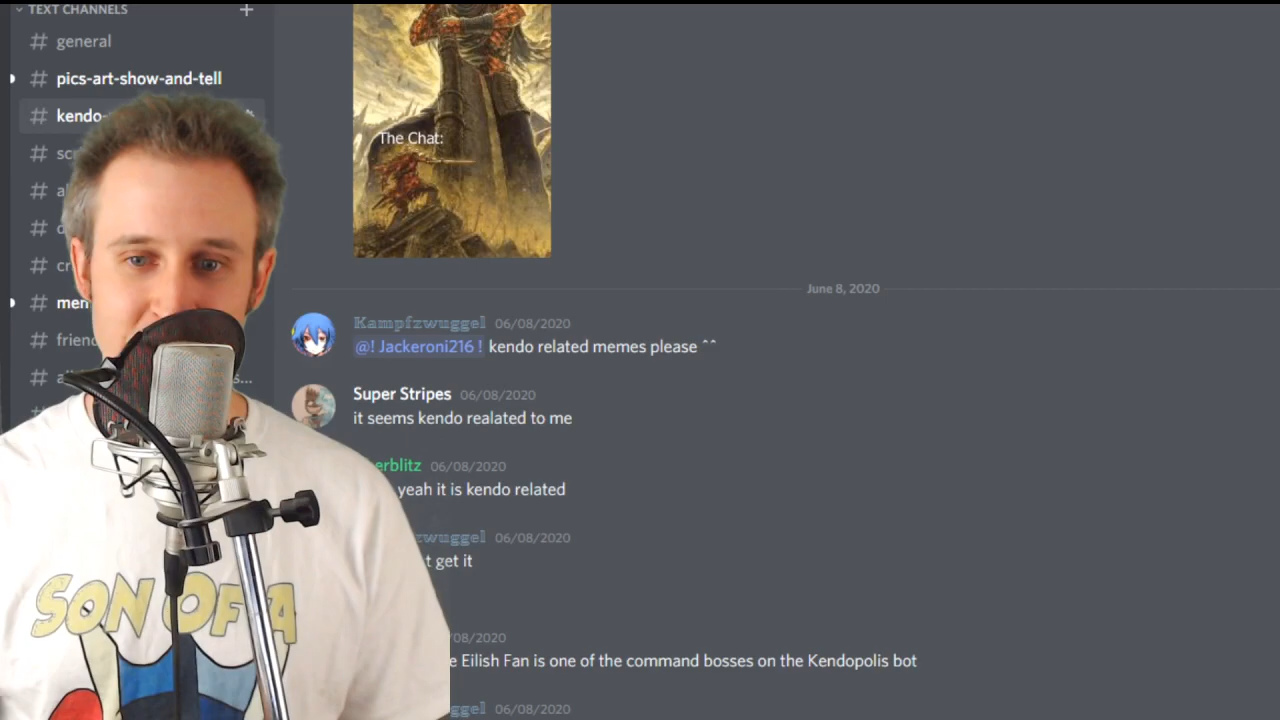 TEXT CHANNELS
general
pics-art-show-and-tell
kendo-
friend
The Chat:
June 8, 2020
Kampfzwuggel 06/08/2020
@! Jackeroni216 ! kendo related memes please ^^
Super Stripes 06/08/2020
it seems kendo realated to me
erblitz 06/08/2020
yeah it is kendo related
zwuggel 06/08/2020
t get it
/08/2020
e Eilish Fan is one of the command bosses on the Kendopolis bot
ggel 06/08/2020
SON OF A